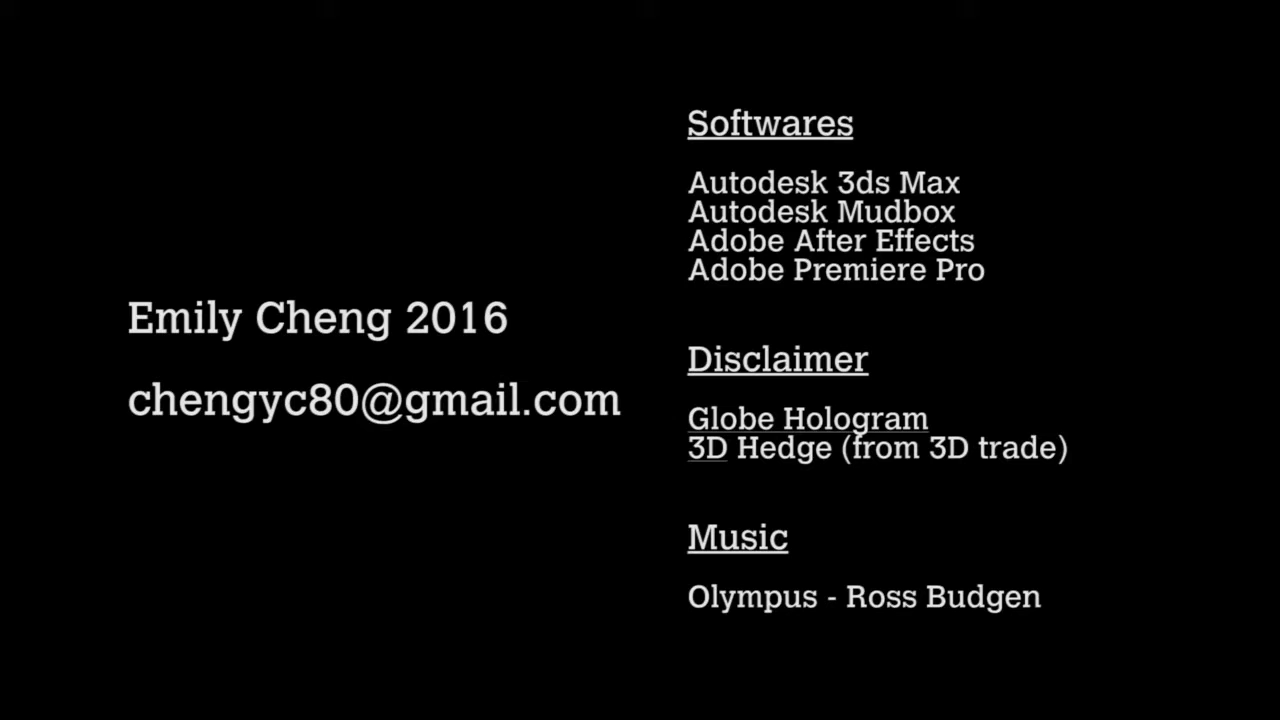 Emily Cheng 2016
chengyc80@gmail.com
Softwares
Autodesk 3ds Max
Autodesk Mudbox
Adobe After Effects
Adobe Premiere Pro
Disclaimer
Globe Hologram
3D Hedge (from 3D trade)
Music
Olympus - Ross Budgen